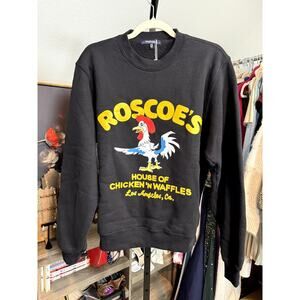 ROSCOE'S
HOUSE OF
CHICKEN 'N WAFFLES
Los Angeles, Ca.